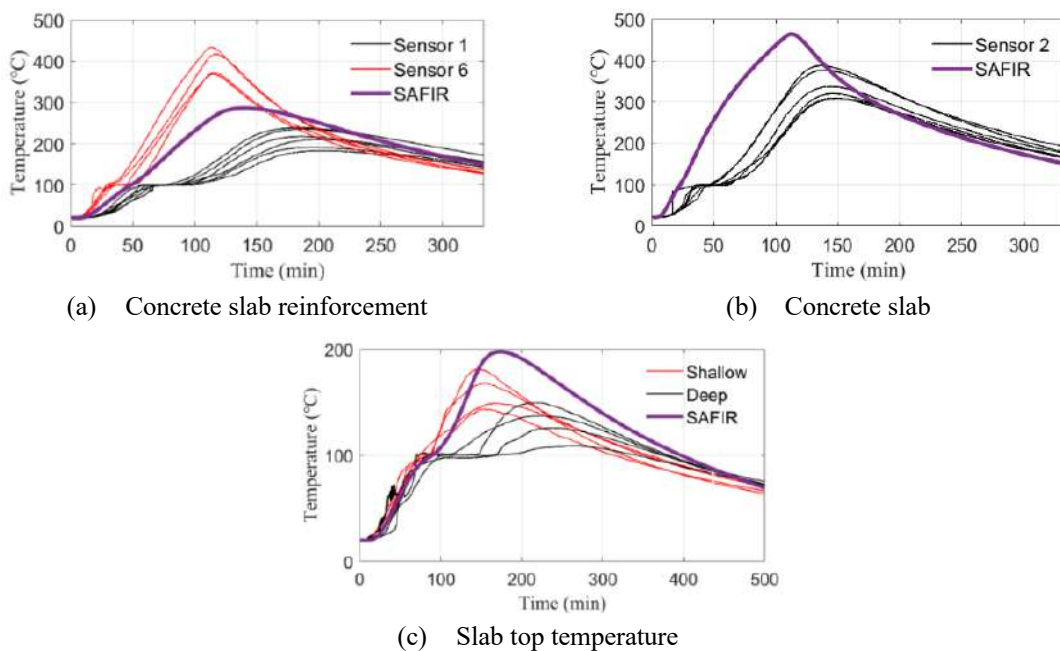 500
400
300
200
100
0
Temperature (°C)
Sensor 1
Sensor 6
SAFIR
0 50 100 150 200 250 300
Time (min)
(a) Concrete slab reinforcement
500
400
300
200
100
0
Temperature (°C)
Sensor 2
SAFIR
0 50 100 150 200 250 300
Time (min)
(b) Concrete slab
200
100
0
Temperature (°C)
Shallow
Deep
SAFIR
0 100 200 300 400 500
Time (min)
(c) Slab top temperature